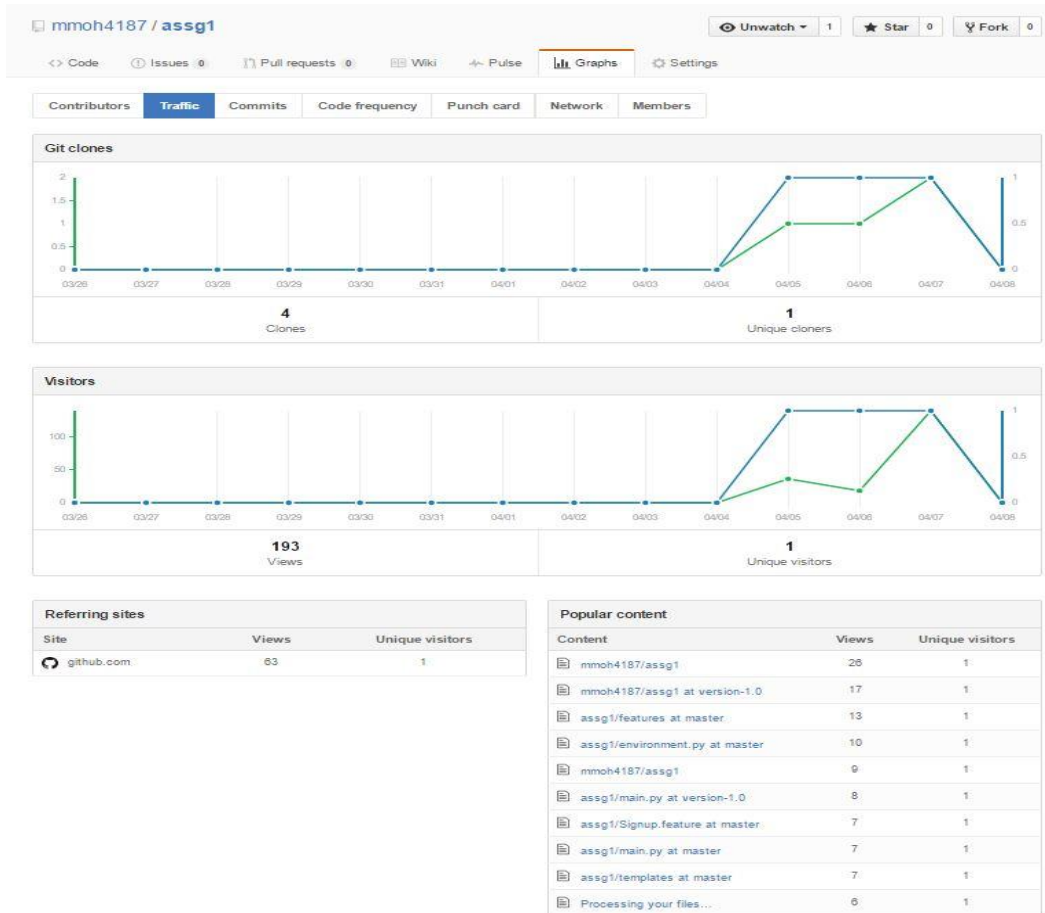 mmoh4187 / assg1
Unwatch 1 Star 0 Fork 0
<> Code Issues 0 Pull requests 0 Wiki Pulse Graphs Settings
Contributors Traffic Commits Code frequency Punch card Network Members
Git clones
2 1
1.5
1 0.5
0.5
0 0
03/26 03/27 03/28 03/29 03/30 03/31 04/01 04/02 04/03 04/04 04/05 04/06 04/07 04/08
4 1
Clones Unique cloners
Visitors
1
100
0.5
50
0 0
03/26 03/27 03/28 03/29 03/30 03/31 04/01 04/02 04/03 04/04 04/05 04/06 04/07 04/08
193 1
Views Unique visitors
Referring sites
Site Views Unique visitors
github.com 63 1
Popular content
Content Views Unique visitors
mmoh4187/assg1 26 1
mmoh4187/assg1 at version-1.0 17 1
assg1/features at master 13 1
assg1/environment.py at master 10 1
mmoh4187/assg1 9 1
assg1/main.py at version-1.0 8 1
assg1/Signup.feature at master 7 1
assg1/main.py at master 7 1
assg1/templates at master 7 1
Processing your files... 6 1